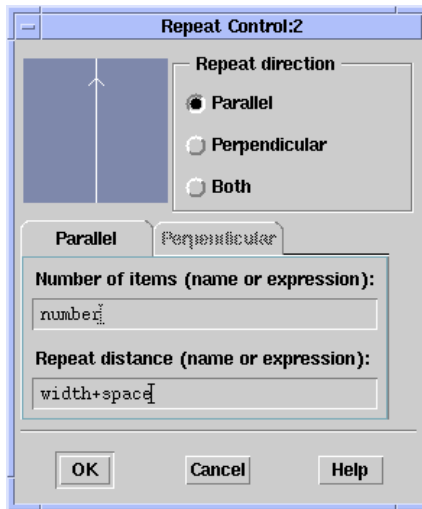 Repeat Control:2
Repeat direction
Parallel
Perpendicular
Both
Parallel Perpendicular
Number of items (name or expression):
number
Repeat distance (name or expression):
width+space
OK Cancel Help